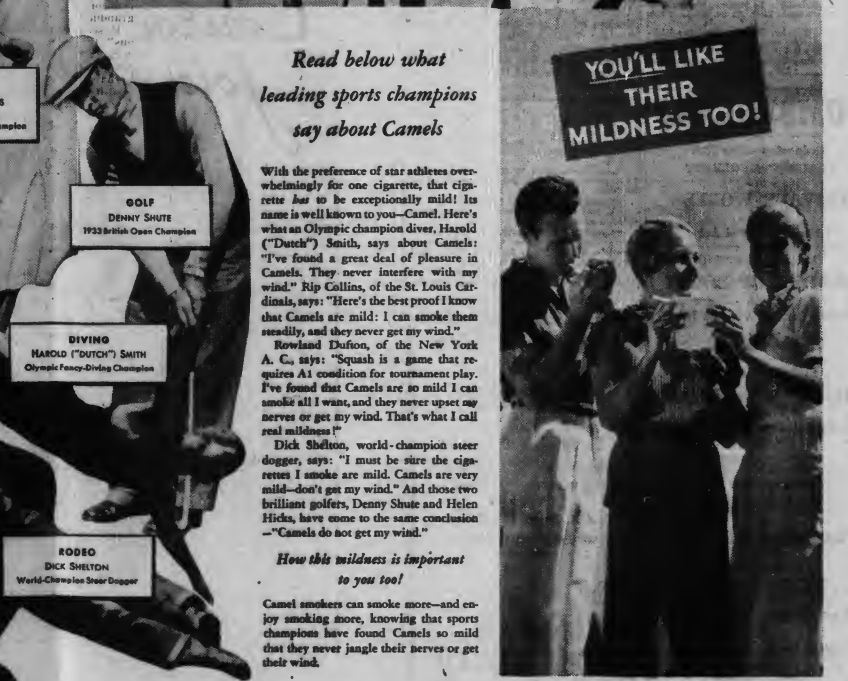 S
mpion
GOLF
DENNY SHUTE
1933 British Open Champion
DIVING
HAROLD ("DUTCH") SMITH
Olympic Fancy-Diving Champion
RODEO
DICK SHELTON
World-Champion Steer Dogger
Read below what
leading sports champions
say about Camels
With the preference of star athletes over-
whelmingly for one cigarette, that ciga-
rette has to be exceptionally mild! Its
name is well known to you—Camel. Here's
what an Olympic champion diver, Harold
("Dutch") Smith, says about Camels:
"I've found a great deal of pleasure in
Camels. They never interfere with my
wind." Rip Collins, of the St. Louis Car-
dinals, says: "Here's the best proof I know
that Camels are mild: I can smoke them
steadily, and they never get my wind."
Rowland Dufton, of the New York
A. C., says: "Squash is a game that re-
quires A1 condition for tournament play.
I've found that Camels are so mild I can
smoke all I want, and they never upset my
nerves or get my wind. That's what I call
real mildness!"
Dick Shelton, world-champion steer
dogger, says: "I must be sure the ciga-
rettes I smoke are mild. Camels are very
mild—don't get my wind." And those two
brilliant golfers, Denny Shute and Helen
Hicks, have come to the same conclusion
—"Camels do not get my wind."
How this mildness is important
to you too!
Camel smokers can smoke more—and en-
joy smoking more, knowing that sports
champions have found Camels so mild
that they never jangle their nerves or get
their wind.
YOU'LL LIKE
THEIR
MILDNESS TOO!